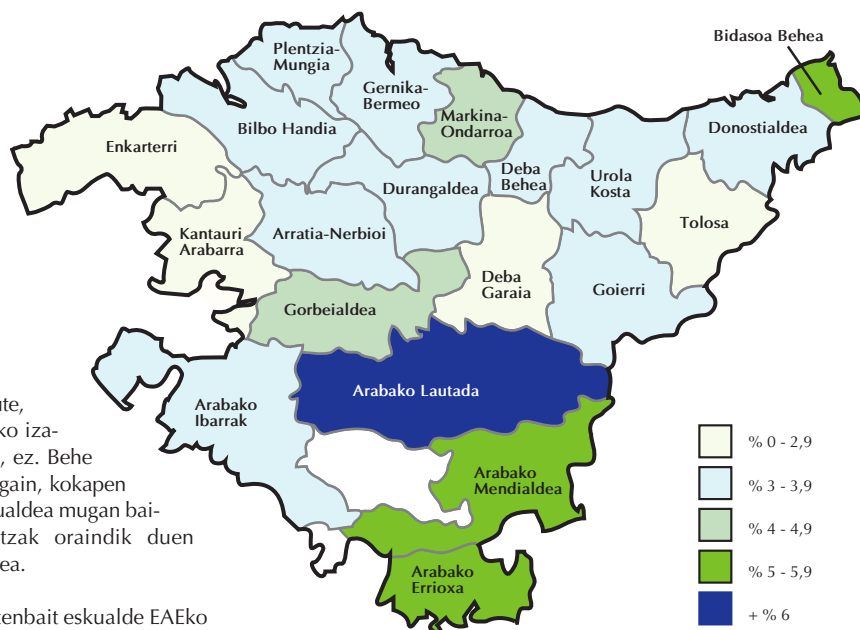 Bidasoa Behea
Plentzia-
Mungia
Gernika-
Bermeo
Markina-
Ondarroa
Bilbo Handia
Donostialdea
Enkarterri
Deba
Behea
Urola
Kosta
Durangaldea
Tolosa
Kantauri
Arabarra
Arratia-Nerbioi
Deba
Garaia
Goierri
Gorbeialdea
Arabako Lautada
Arabako
Ibarrak
Arabako
Mendialdea
Arabako
Errioxa
% 0 - 2,9
% 3 - 3,9
% 4 - 4,9
% 5 - 5,9
+ % 6
ute,
ko iza-
, ez. Behe
gain, kokapen
ualdea mugan bai-
tzak oraindik duen
ea.
zenbait eskualde EAEko